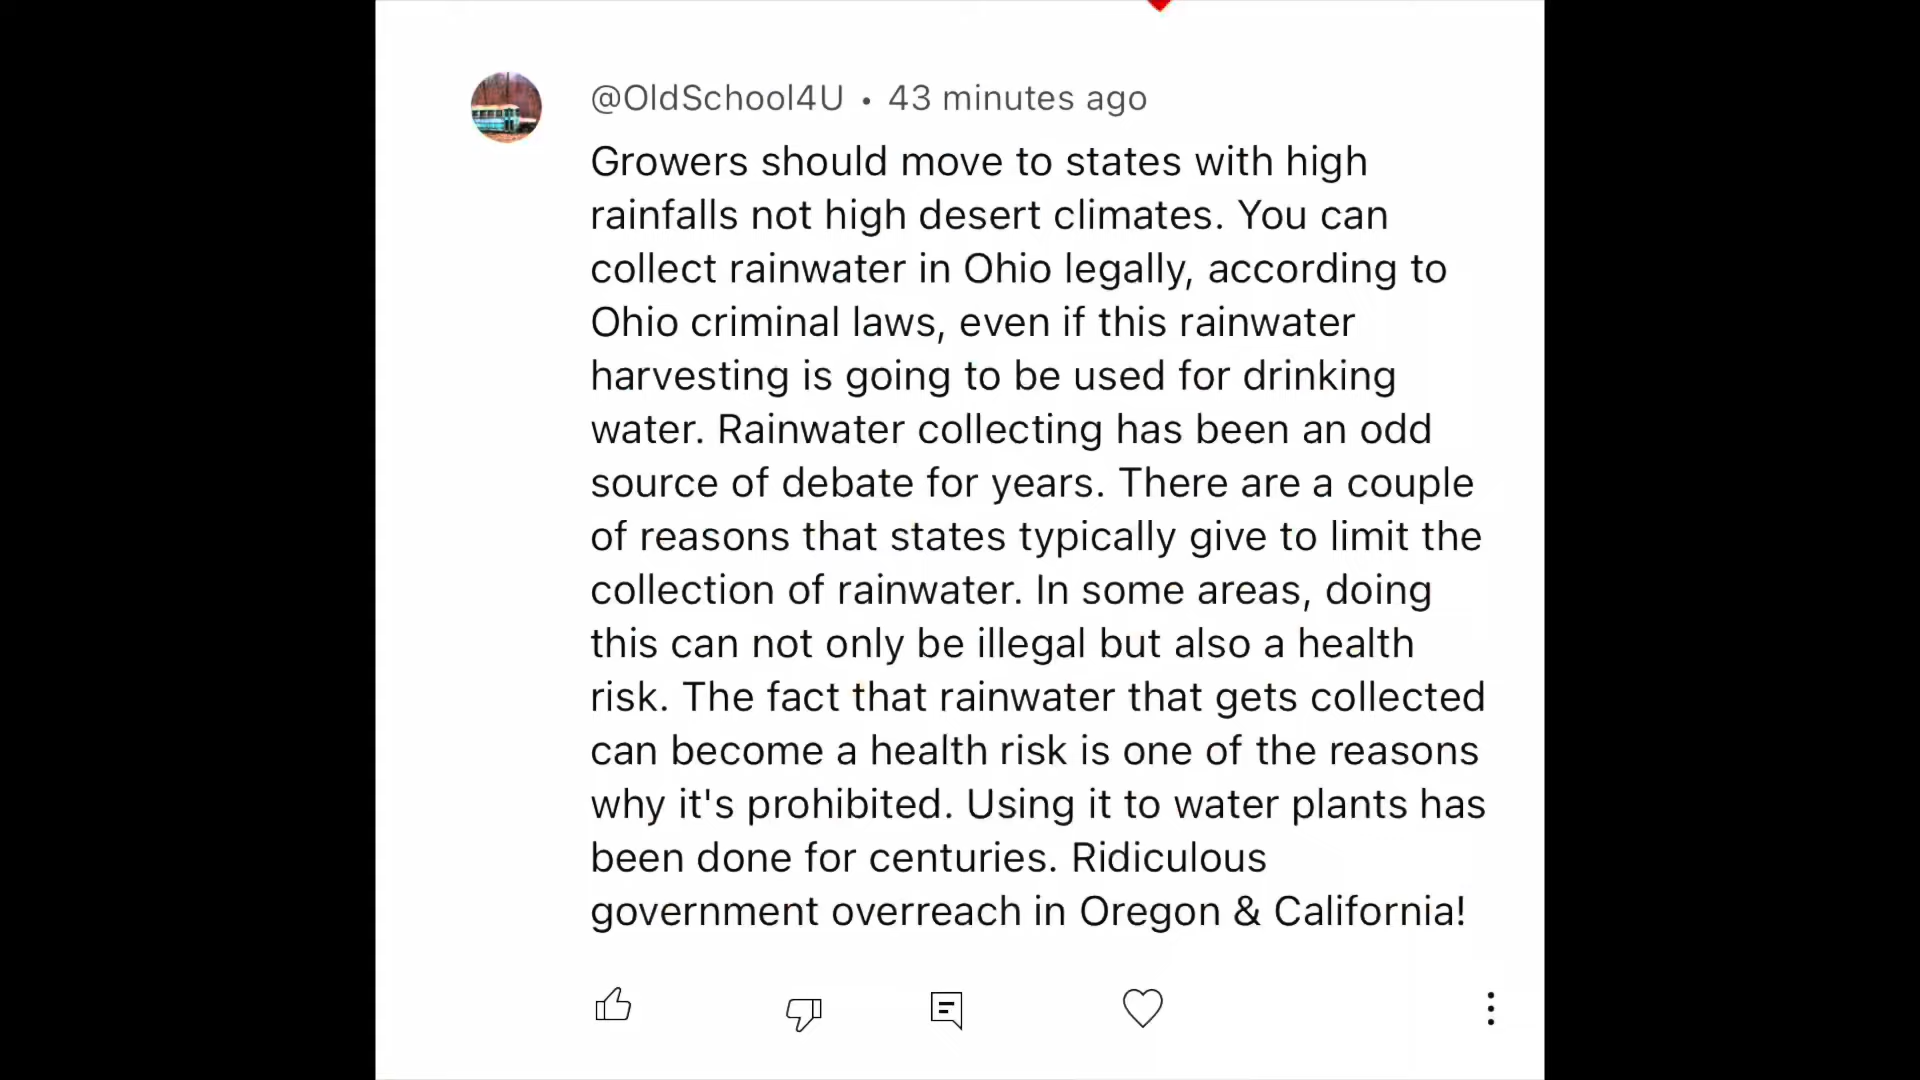 @OldSchool4U • 43 minutes ago
Growers should move to states with high
rainfalls not high desert climates. You can
collect rainwater in Ohio legally, according to
Ohio criminal laws, even if this rainwater
harvesting is going to be used for drinking
water. Rainwater collecting has been an odd
source of debate for years. There are a couple
of reasons that states typically give to limit the
collection of rainwater. In some areas, doing
this can not only be illegal but also a health
risk. The fact that rainwater that gets collected
can become a health risk is one of the reasons
why it's prohibited. Using it to water plants has
been done for centuries. Ridiculous
government overreach in Oregon & California!